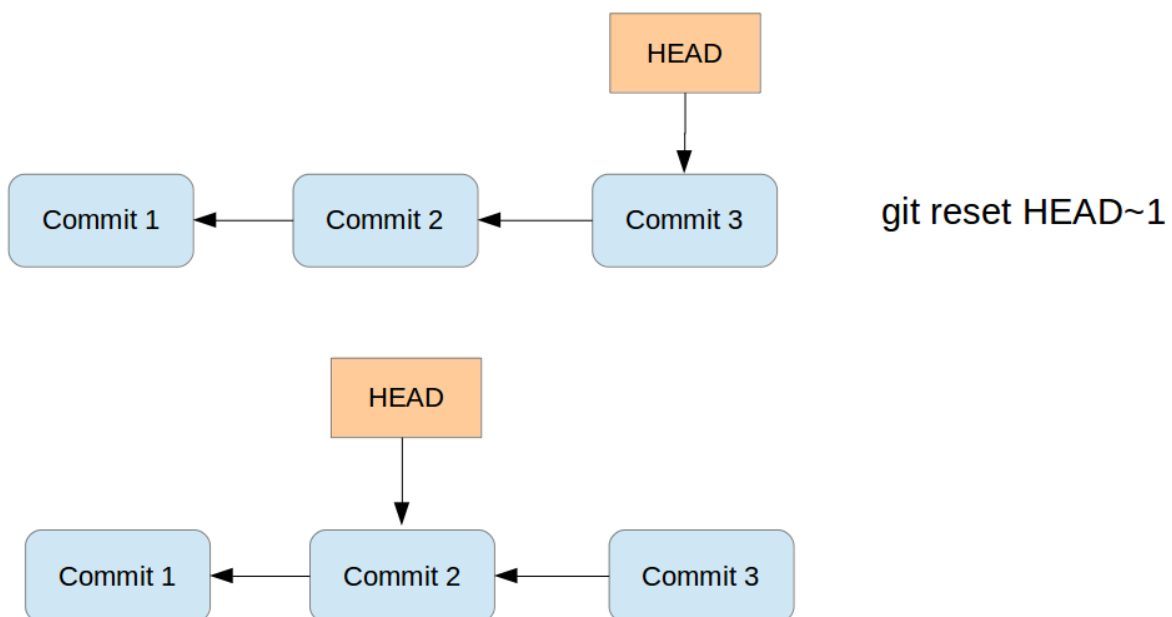 HEAD
Commit 1
Commit 2
Commit 3
git reset HEAD~1
HEAD
Commit 1
Commit 2
Commit 3